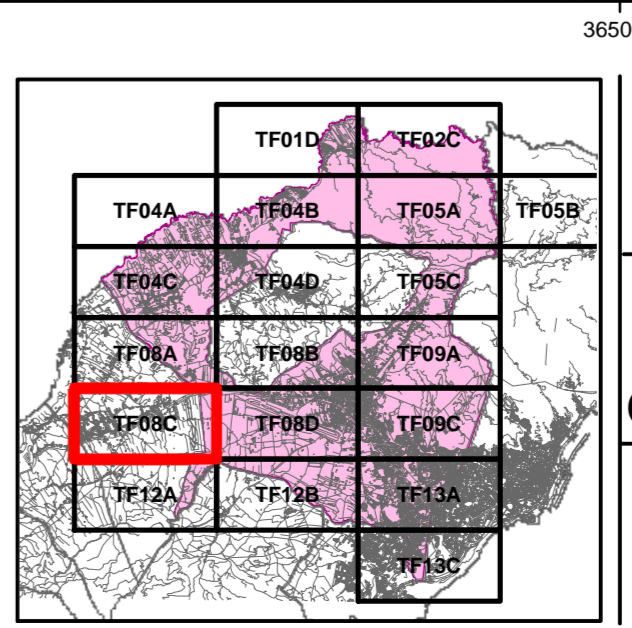 3650
TF01D TF02C
TF04A TF04B TF05A TF05B
TF04C TF04D TF05C
TF08A TF08B TF09A
TF08C TF08D TF09C
TF12A TF12B TF13A
TF13C